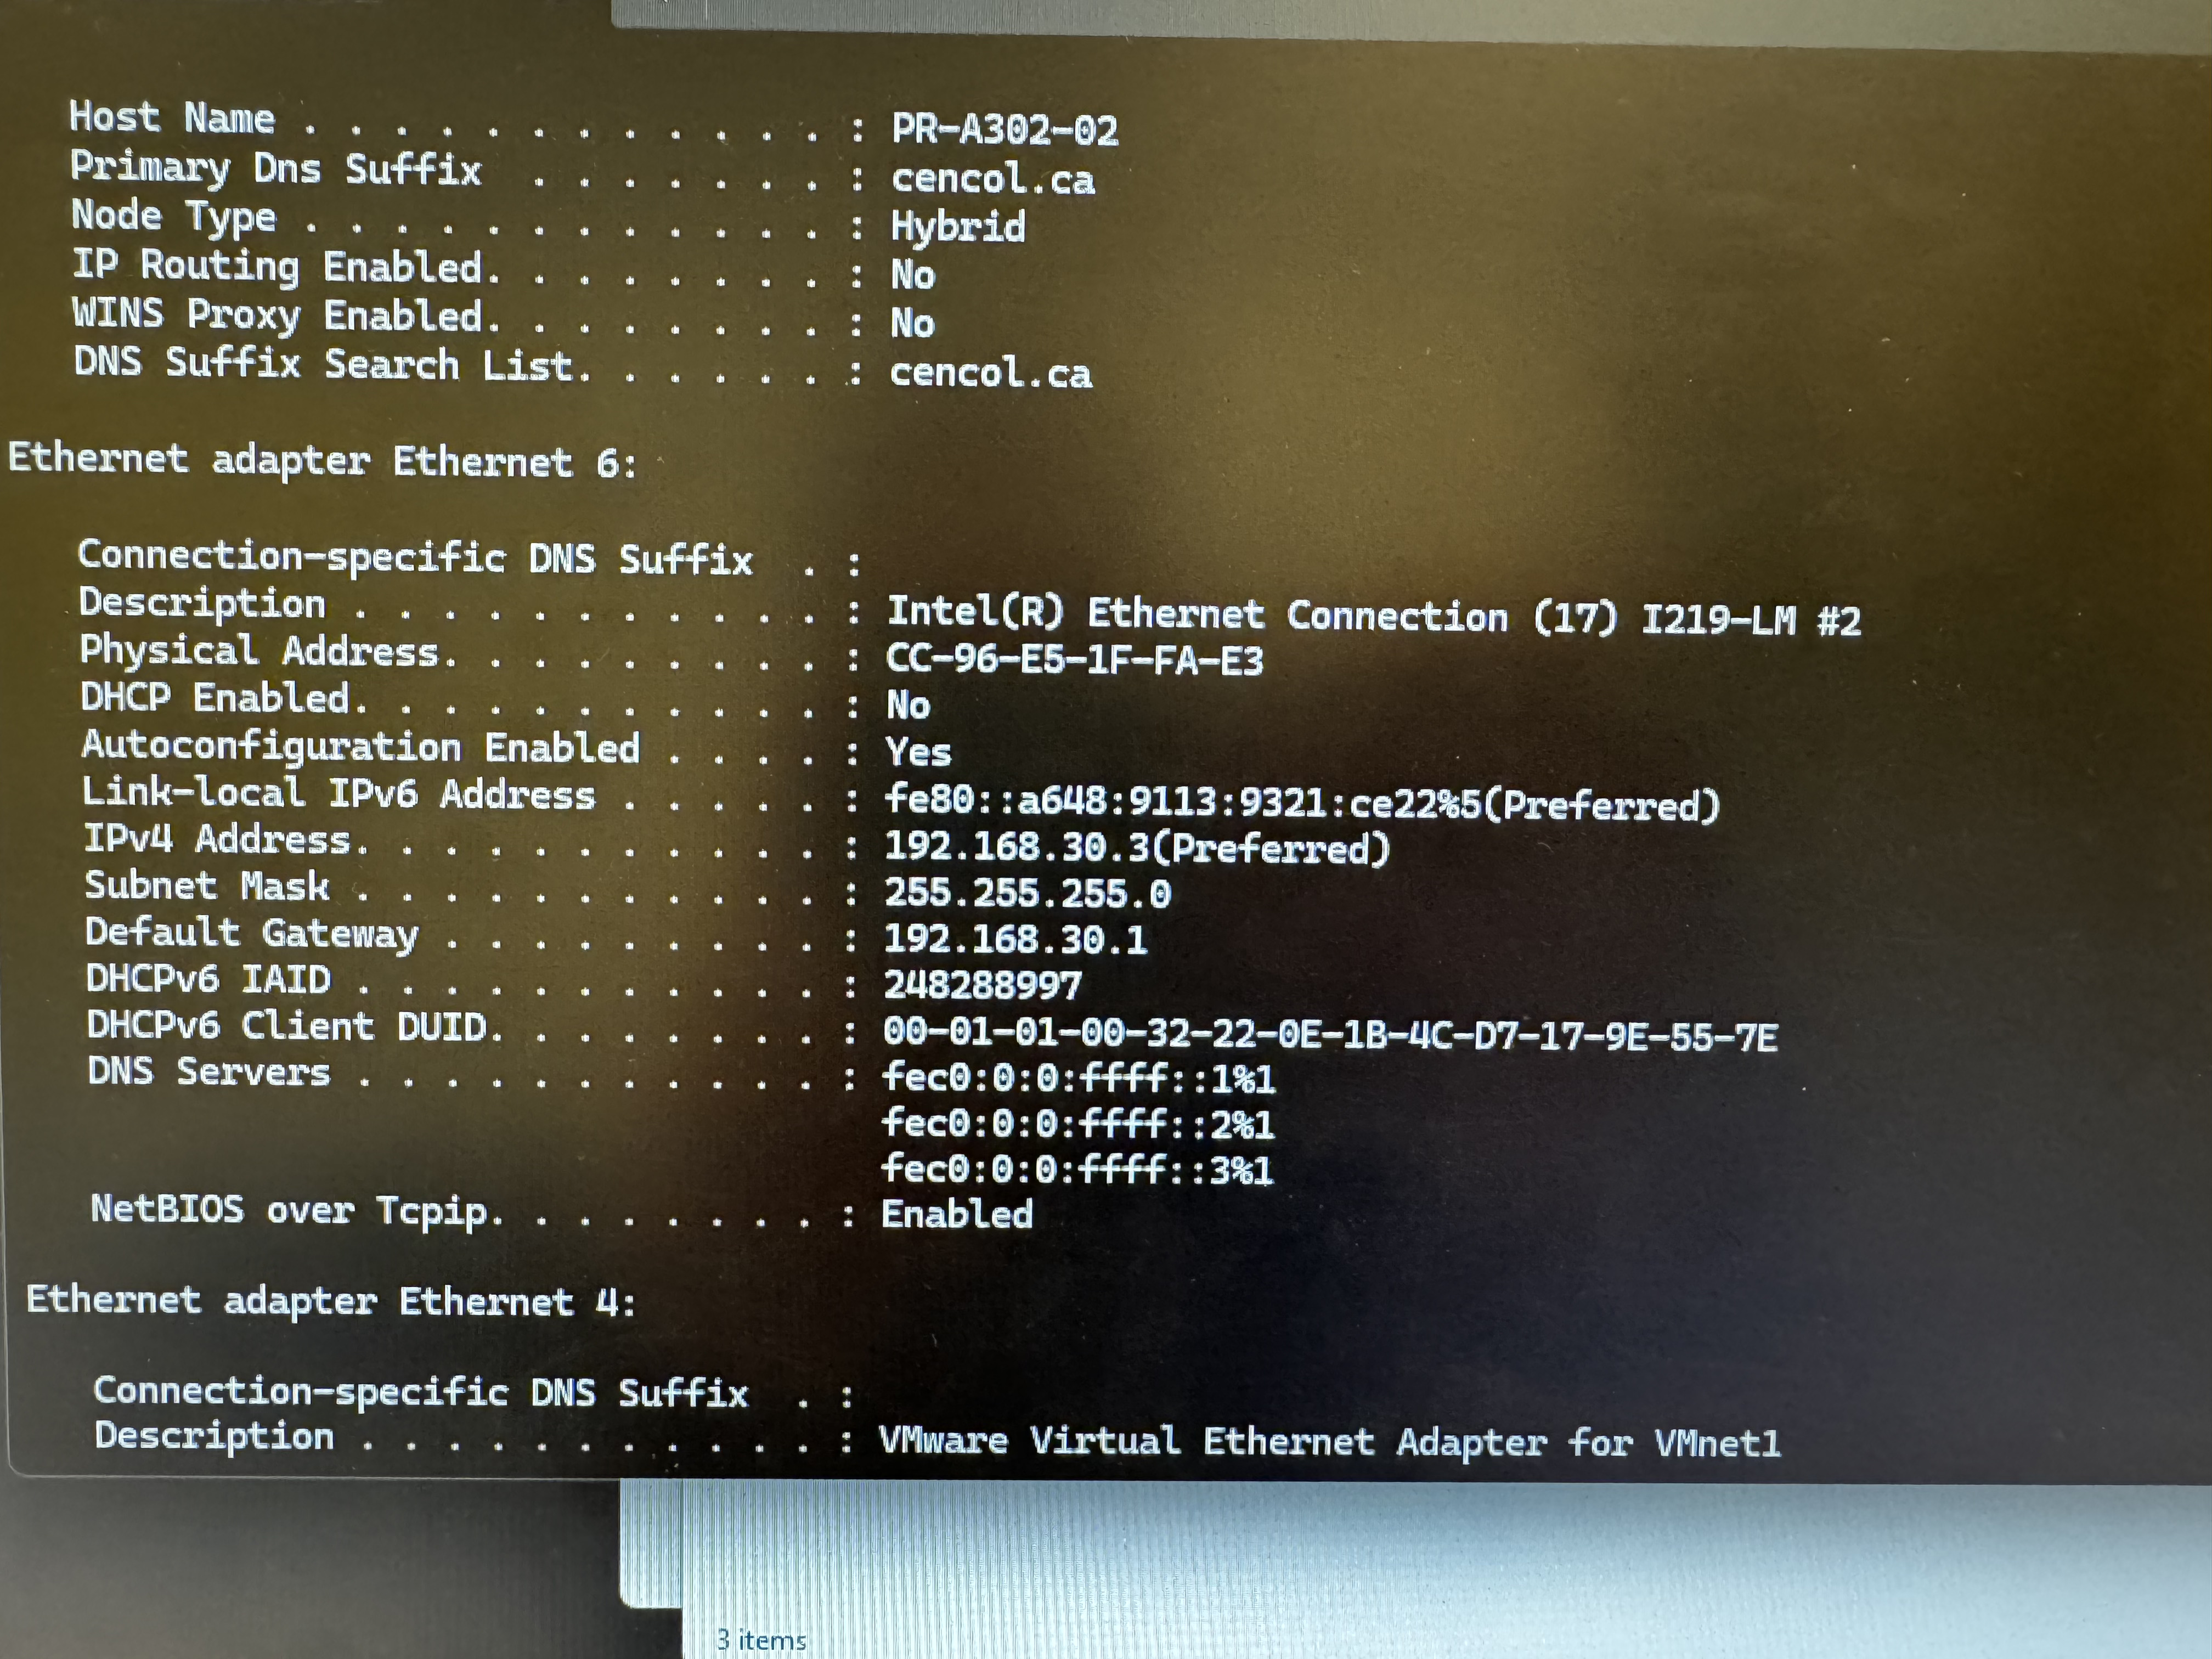 Host Name . . . . . . . . . . . . : PR-A302-02
Primary Dns Suffix  . . . . . . . : cencol.ca
Node Type . . . . . . . . . . . . : Hybrid
IP Routing Enabled. . . . . . . . : No
WINS Proxy Enabled. . . . . . . . : No
DNS Suffix Search List. . . . . . : cencol.ca
Ethernet adapter Ethernet 6:
Connection-specific DNS Suffix  . :
Description . . . . . . . . . . . : Intel(R) Ethernet Connection (17) I219-LM #2
Physical Address. . . . . . . . . : CC-96-E5-1F-FA-E3
DHCP Enabled. . . . . . . . . . . : No
Autoconfiguration Enabled . . . . : Yes
Link-local IPv6 Address . . . . . : fe80::a648:9113:9321:ce22%5(Preferred)
IPv4 Address. . . . . . . . . . . : 192.168.30.3(Preferred)
Subnet Mask . . . . . . . . . . . : 255.255.255.0
Default Gateway . . . . . . . . . : 192.168.30.1
DHCPv6 IAID . . . . . . . . . . . : 248288997
DHCPv6 Client DUID. . . . . . . . : 00-01-01-00-32-22-0E-1B-4C-D7-17-9E-55-7E
DNS Servers . . . . . . . . . . . : fec0:0:0:ffff::1%1
fec0:0:0:ffff::2%1
fec0:0:0:ffff::3%1
NetBIOS over Tcpip. . . . . . . . : Enabled
Ethernet adapter Ethernet 4:
Connection-specific DNS Suffix  . :
Description . . . . . . . . . . . : VMware Virtual Ethernet Adapter for VMnet1
3 items